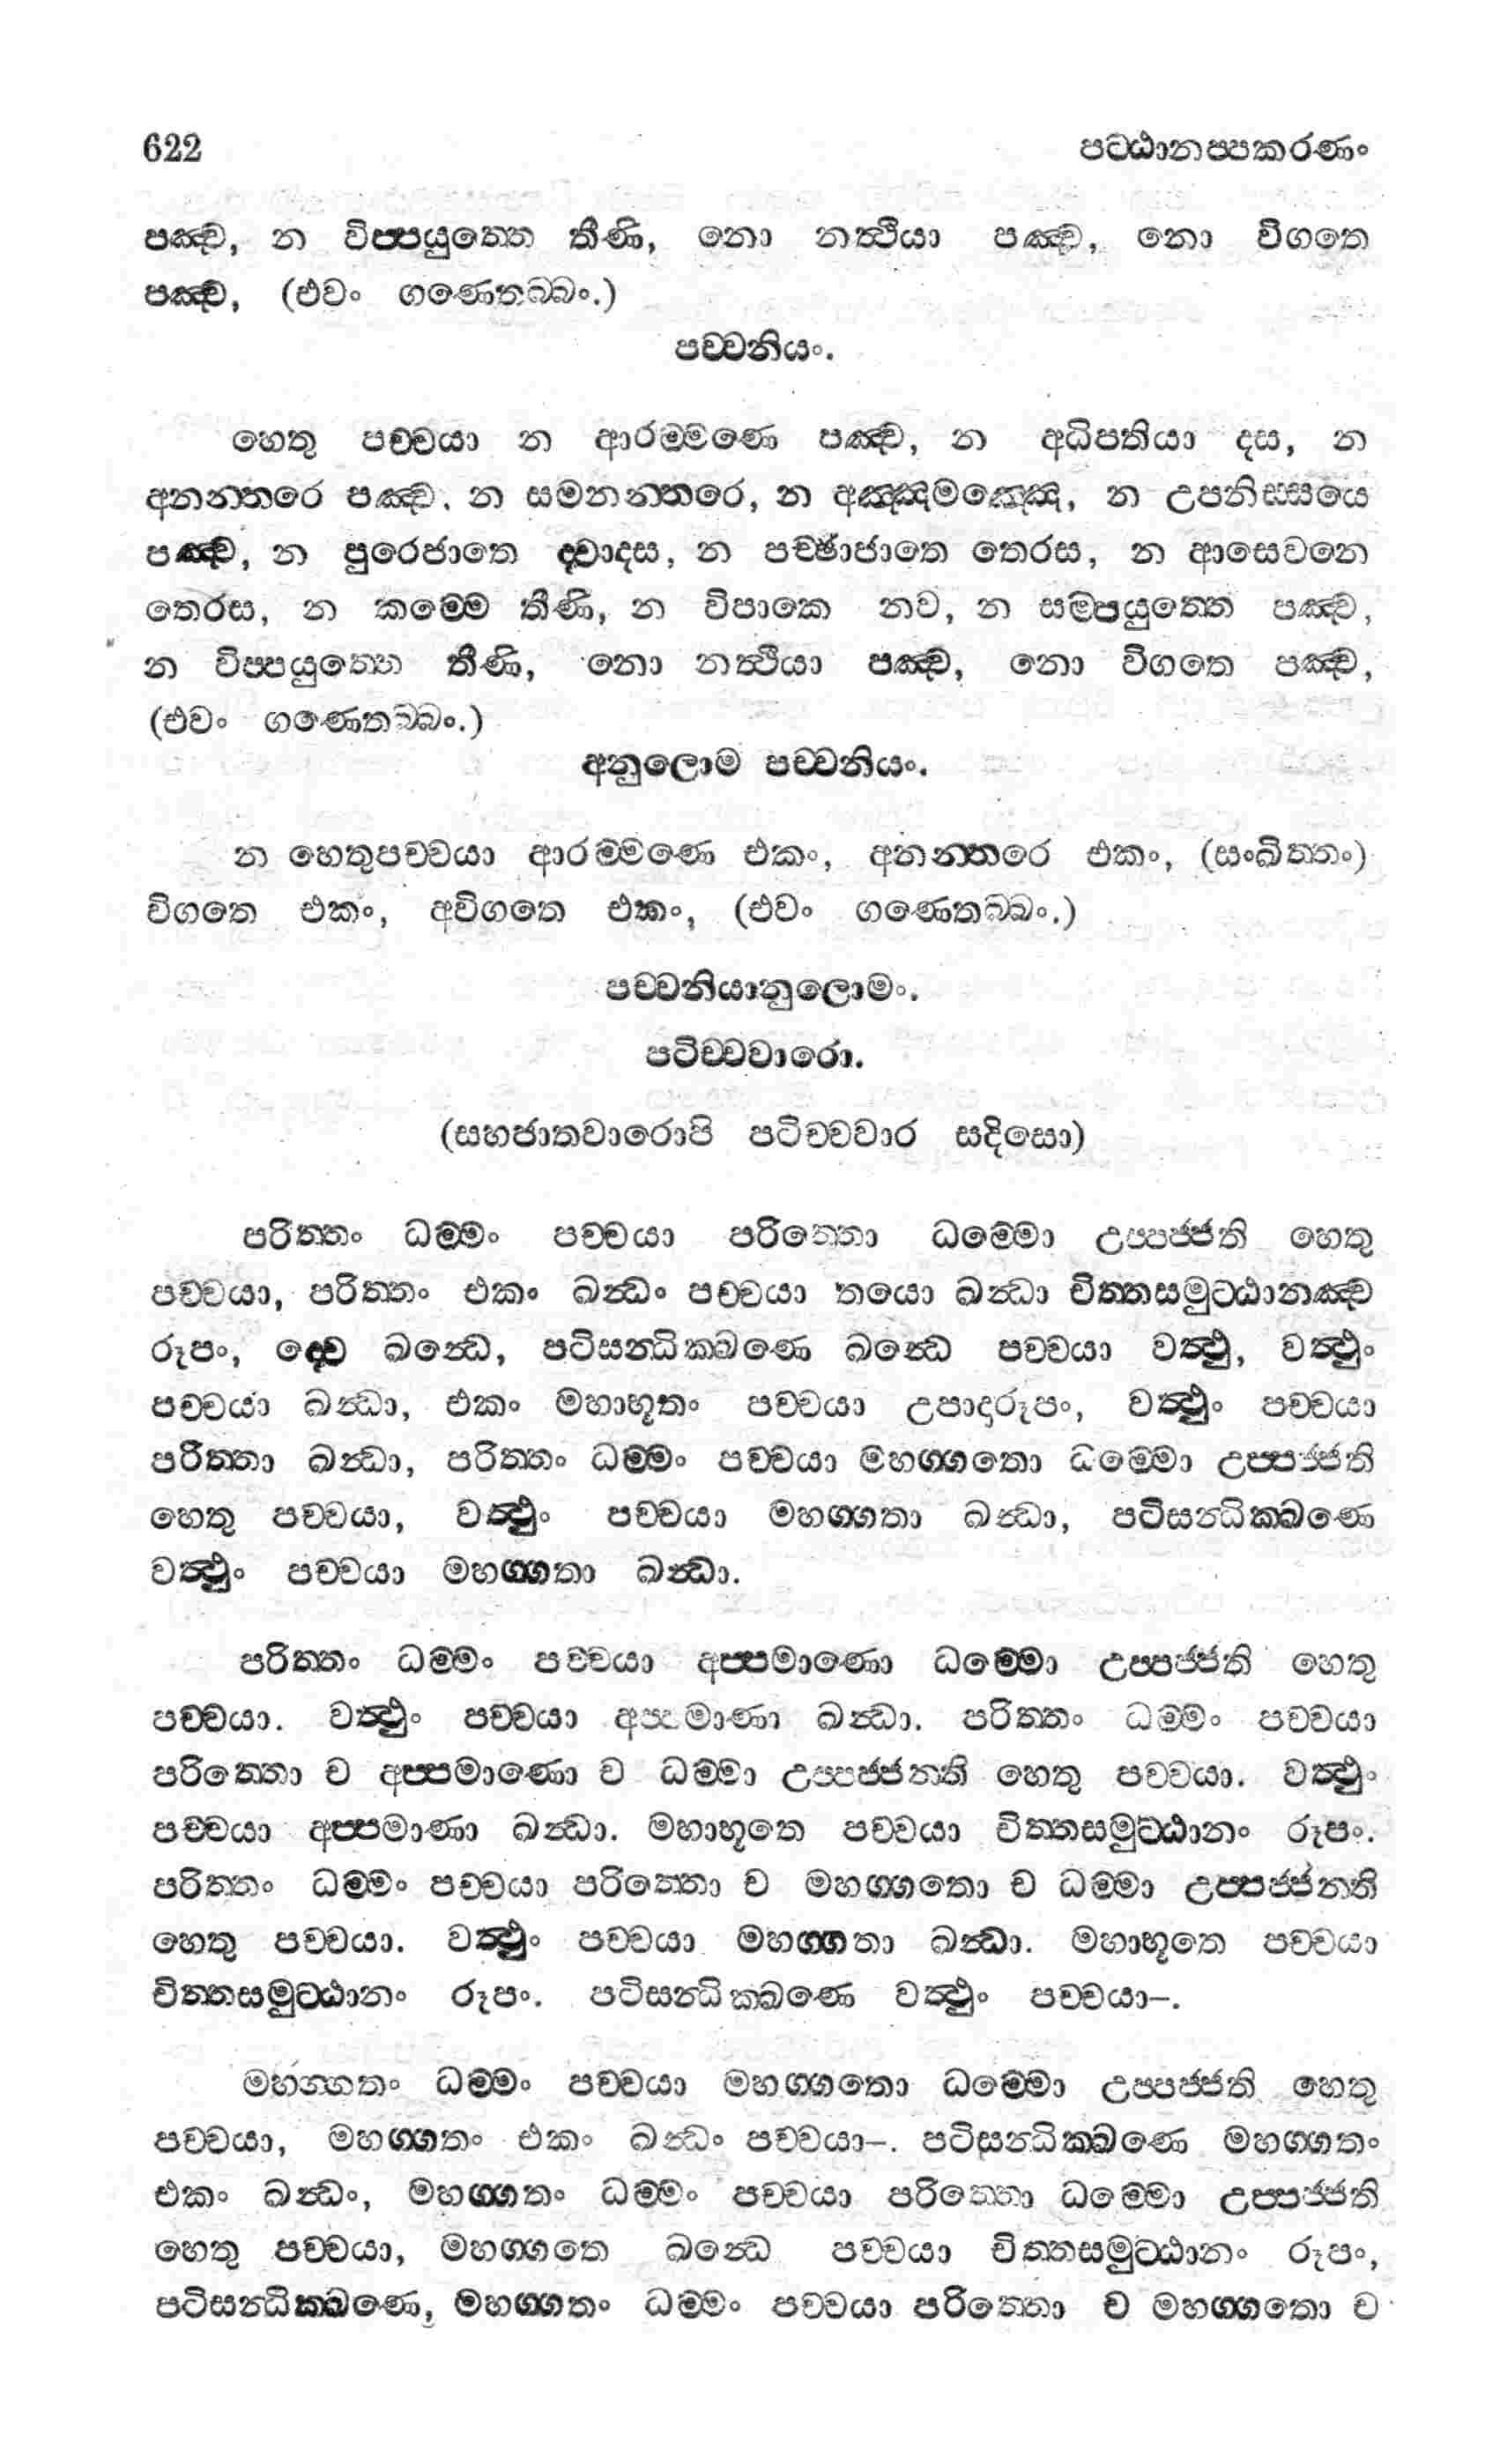 622 පට්ඨානප්පකරණං
පඤ්ච, න විප්පයුත්තෙ තීණි, නො නත්ථියා පඤ්ච, නො විගතෙ
පඤ්ච, (එවං ගණෙතබ්බං.)
පච්චනියං.
හෙතු පච්චයා න ආරම්මණෙ පඤ්ච, න අධිපතියා දස, න
අනන්තරෙ පඤ්ච, න සමනන්තරෙ, න අඤ්ඤමඤ්ඤෙ, න උපනිස්සයෙ
පඤ්ච, න පුරෙජාතෙ ද්වාදස, න පච්ඡාජාතෙ තෙරස, න ආසෙවනෙ
තෙරස, න කම්මෙ තීණි, න විපාකෙ නව, න සම්පයුත්තෙ පඤ්ච,
න විප්පයුත්තෙ තීණි, නො නත්ථියා පඤ්ච, නො විගතෙ පඤ්ච,
(එවං ගණෙතබ්බං.)
අනුලොම පච්චනියං.
න හෙතුපච්චයා ආරම්මණෙ එකං, අනන්තරෙ එකං, (සංඛිත්තං)
විගතෙ එකං, අවිගතෙ එකං, (එවං ගණෙතබ්බං.)
පච්චනියානුලොමං.
පටිච්චවාරො.
(සහජාතවාරොපි පටිච්චවාර සදිසො)
පරිත්තං ධම්මං පච්චයා පරිත්තො ධම්මො උප්පජ්ජති හෙතු
පච්චයා, පරිත්තං එකං ඛන්ධං පච්චයා තයො ඛන්ධා චිත්තසමුට්ඨානඤ්ච
රූපං, ද්වෙ ඛන්ධෙ, පටිසන්ධික්ඛණෙ ඛන්ධෙ පච්චයා වත්ථු, වත්ථුං
පච්චයා ඛන්ධා, එකං මහාභූතං පච්චයා උපාදාරූපං, වත්ථුං පච්චයා
පරිත්තා ඛන්ධා, පරිත්තං ධම්මං පච්චයා මහග්ගතො ධම්මො උප්පජ්ජති
හෙතු පච්චයා, වත්ථුං පච්චයා මහග්ගතා ඛන්ධා, පටිසන්ධික්ඛණෙ
වත්ථුං පච්චයා මහග්ගතා ඛන්ධා.
පරිත්තං ධම්මං පච්චයා අප්පමාණො ධම්මො උප්පජ්ජති හෙතු
පච්චයා. වත්ථුං පච්චයා අප්පමාණා ඛන්ධා. පරිත්තං ධම්මං පච්චයා
පරිත්තො ච අප්පමාණො ච ධම්මා උප්පජ්ජන්ති හෙතු පච්චයා. වත්ථුං
පච්චයා අප්පමාණා ඛන්ධා. මහාභූතෙ පච්චයා චිත්තසමුට්ඨානං රූපං.
පරිත්තං ධම්මං පච්චයා පරිත්තො ච මහග්ගතො ච ධම්මා උප්පජ්ජන්ති
හෙතු පච්චයා. වත්ථුං පච්චයා මහග්ගතා ඛන්ධා. මහාභූතෙ පච්චයා
චිත්තසමුට්ඨානං රූපං. පටිසන්ධික්ඛණෙ වත්ථුං පච්චයා–.
මහග්ගතං ධම්මං පච්චයා මහග්ගතො ධම්මො උප්පජ්ජති හෙතු
පච්චයා, මහග්ගතං එකං ඛන්ධං පච්චයා–. පටිසන්ධික්ඛණෙ මහග්ගතං
එකං ඛන්ධං, මහග්ගතං ධම්මං පච්චයා පරිත්තො ධම්මො උප්පජ්ජති
හෙතු පච්චයා, මහග්ගතෙ ඛන්ධෙ පච්චයා චිත්තසමුට්ඨානං රූපං,
පටිසන්ධික්ඛණෙ, මහග්ගතං ධම්මං පච්චයා පරිත්තො ච මහග්ගතො ච